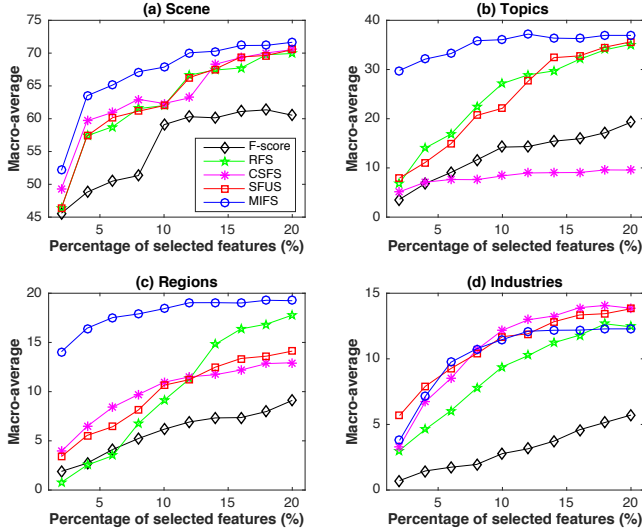 (a) Scene
Macro-average
75
70
65
60
55
50
45
5
10
15
20
Percentage of selected features (%)
F-score
RFS
CSFS
SFUS
MIFS
(b) Topics
Macro-average
40
30
20
10
0
5
10
15
20
Percentage of selected features (%)
(c) Regions
Macro-average
20
15
10
5
0
5
10
15
20
Percentage of selected features (%)
(d) Industries
Macro-average
15
10
5
0
5
10
15
20
Percentage of selected features (%)